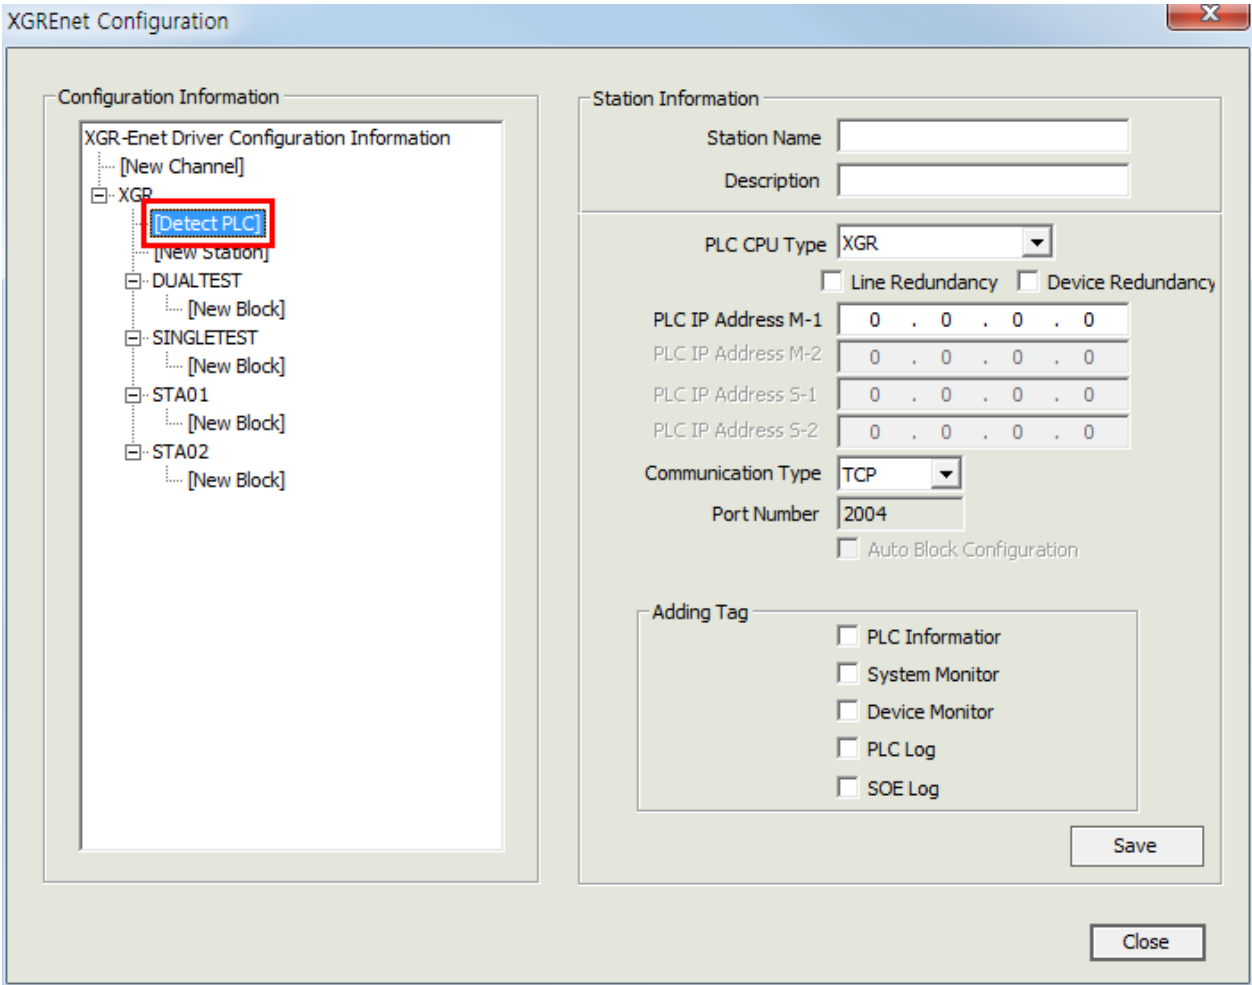 XGREnet Configuration
x
Configuration Information
XGR-Enet Driver Configuration Information
[New Channel]
XGR
[Detect PLC]
[New Station]
DUALTEST
[New Block]
SINGLETEST
[New Block]
STA01
[New Block]
STA02
[New Block]
Station Information
Station Name
Description
PLC CPU Type XGR
Line Redundancy Device Redundancy
PLC IP Address M-1 0 . 0 . 0 . 0
PLC IP Address M-2 0 . 0 . 0 . 0
PLC IP Address S-1 0 . 0 . 0 . 0
PLC IP Address S-2 0 . 0 . 0 . 0
Communication Type TCP
Port Number 2004
Auto Block Configuration
Adding Tag
PLC Informatior
System Monitor
Device Monitor
PLC Log
SOE Log
Save
Close